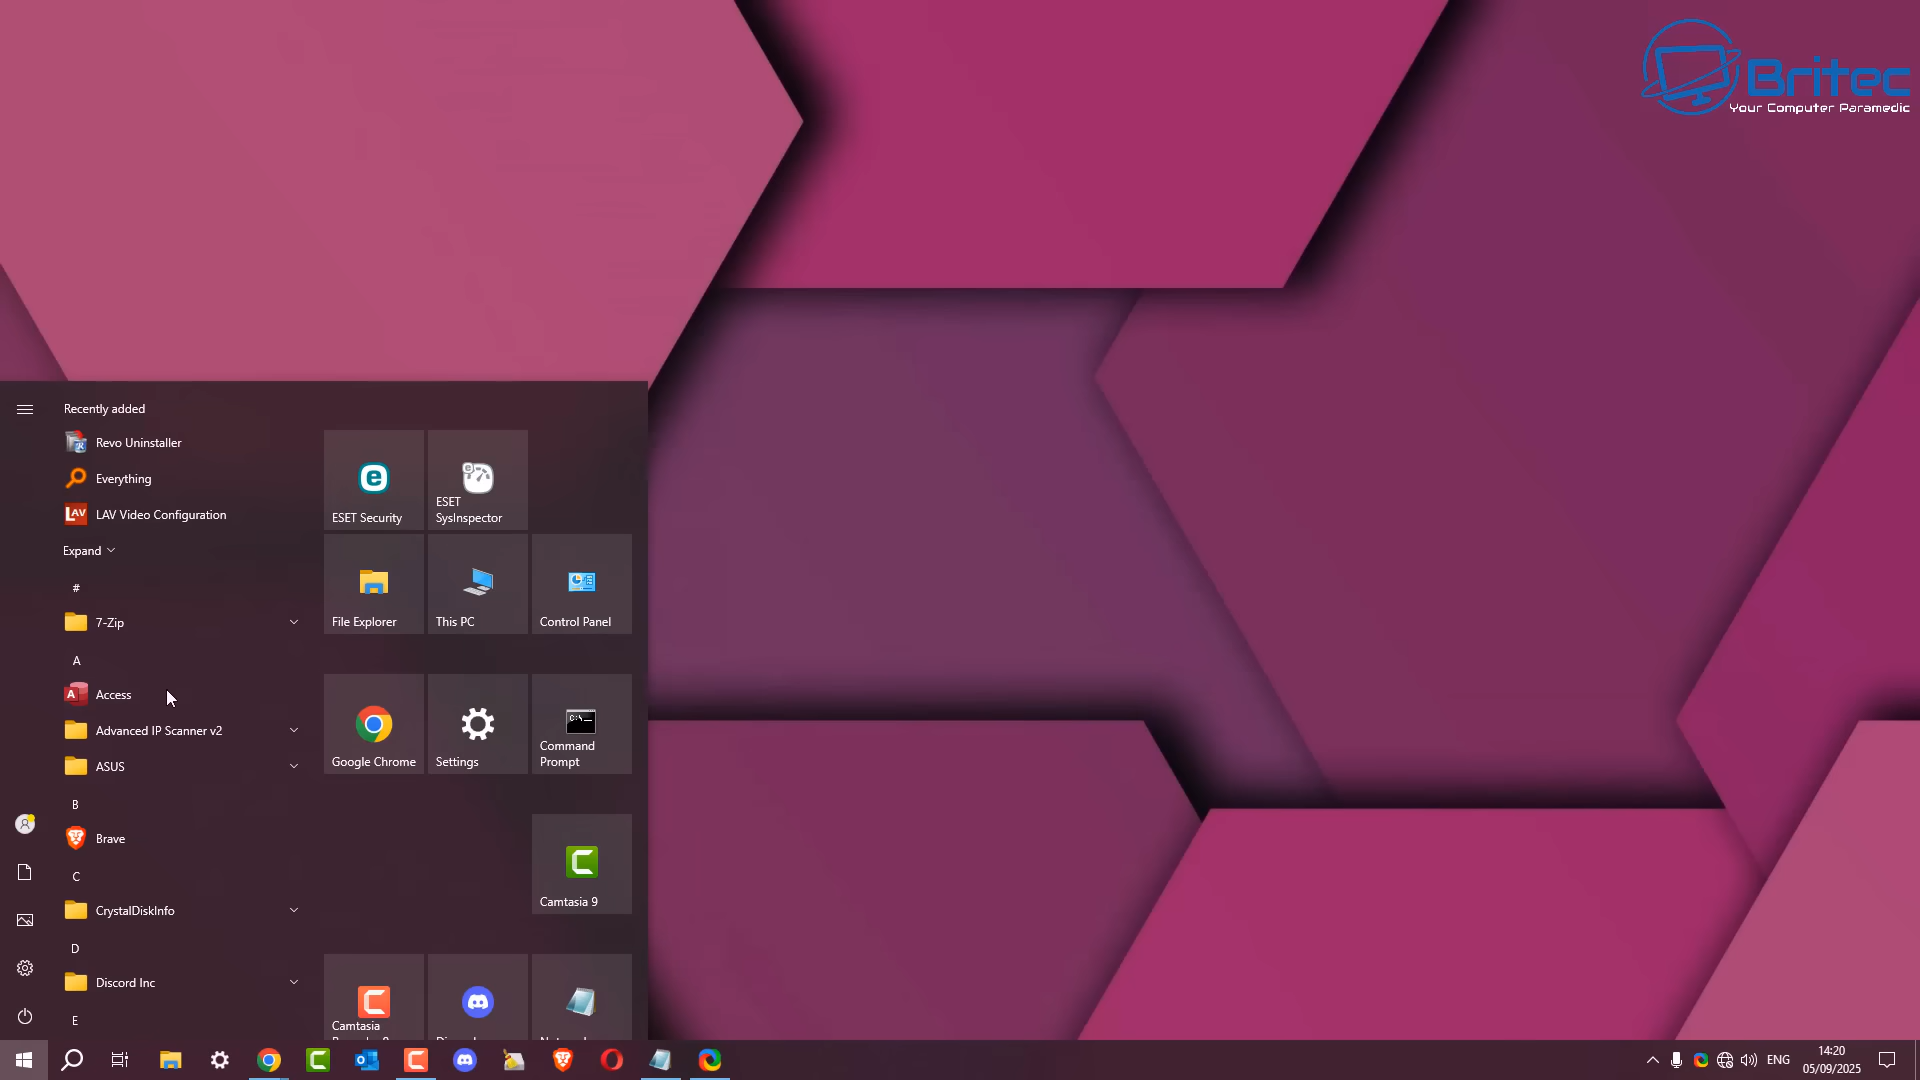 Britec
Your Computer Paramedic
Recently added
Revo Uninstaller
Everything
LAV Video Configuration
Expand
#
7-Zip
A
Access
Advanced IP Scanner v2
ASUS
B
Brave
C
CrystalDiskInfo
D
Discord Inc
E
ESET Security
ESET
SysInspector
File Explorer
This PC
Control Panel
Google Chrome
Settings
Command
Prompt
Camtasia 9
Camtasia
ENG
14:20
05/09/2025